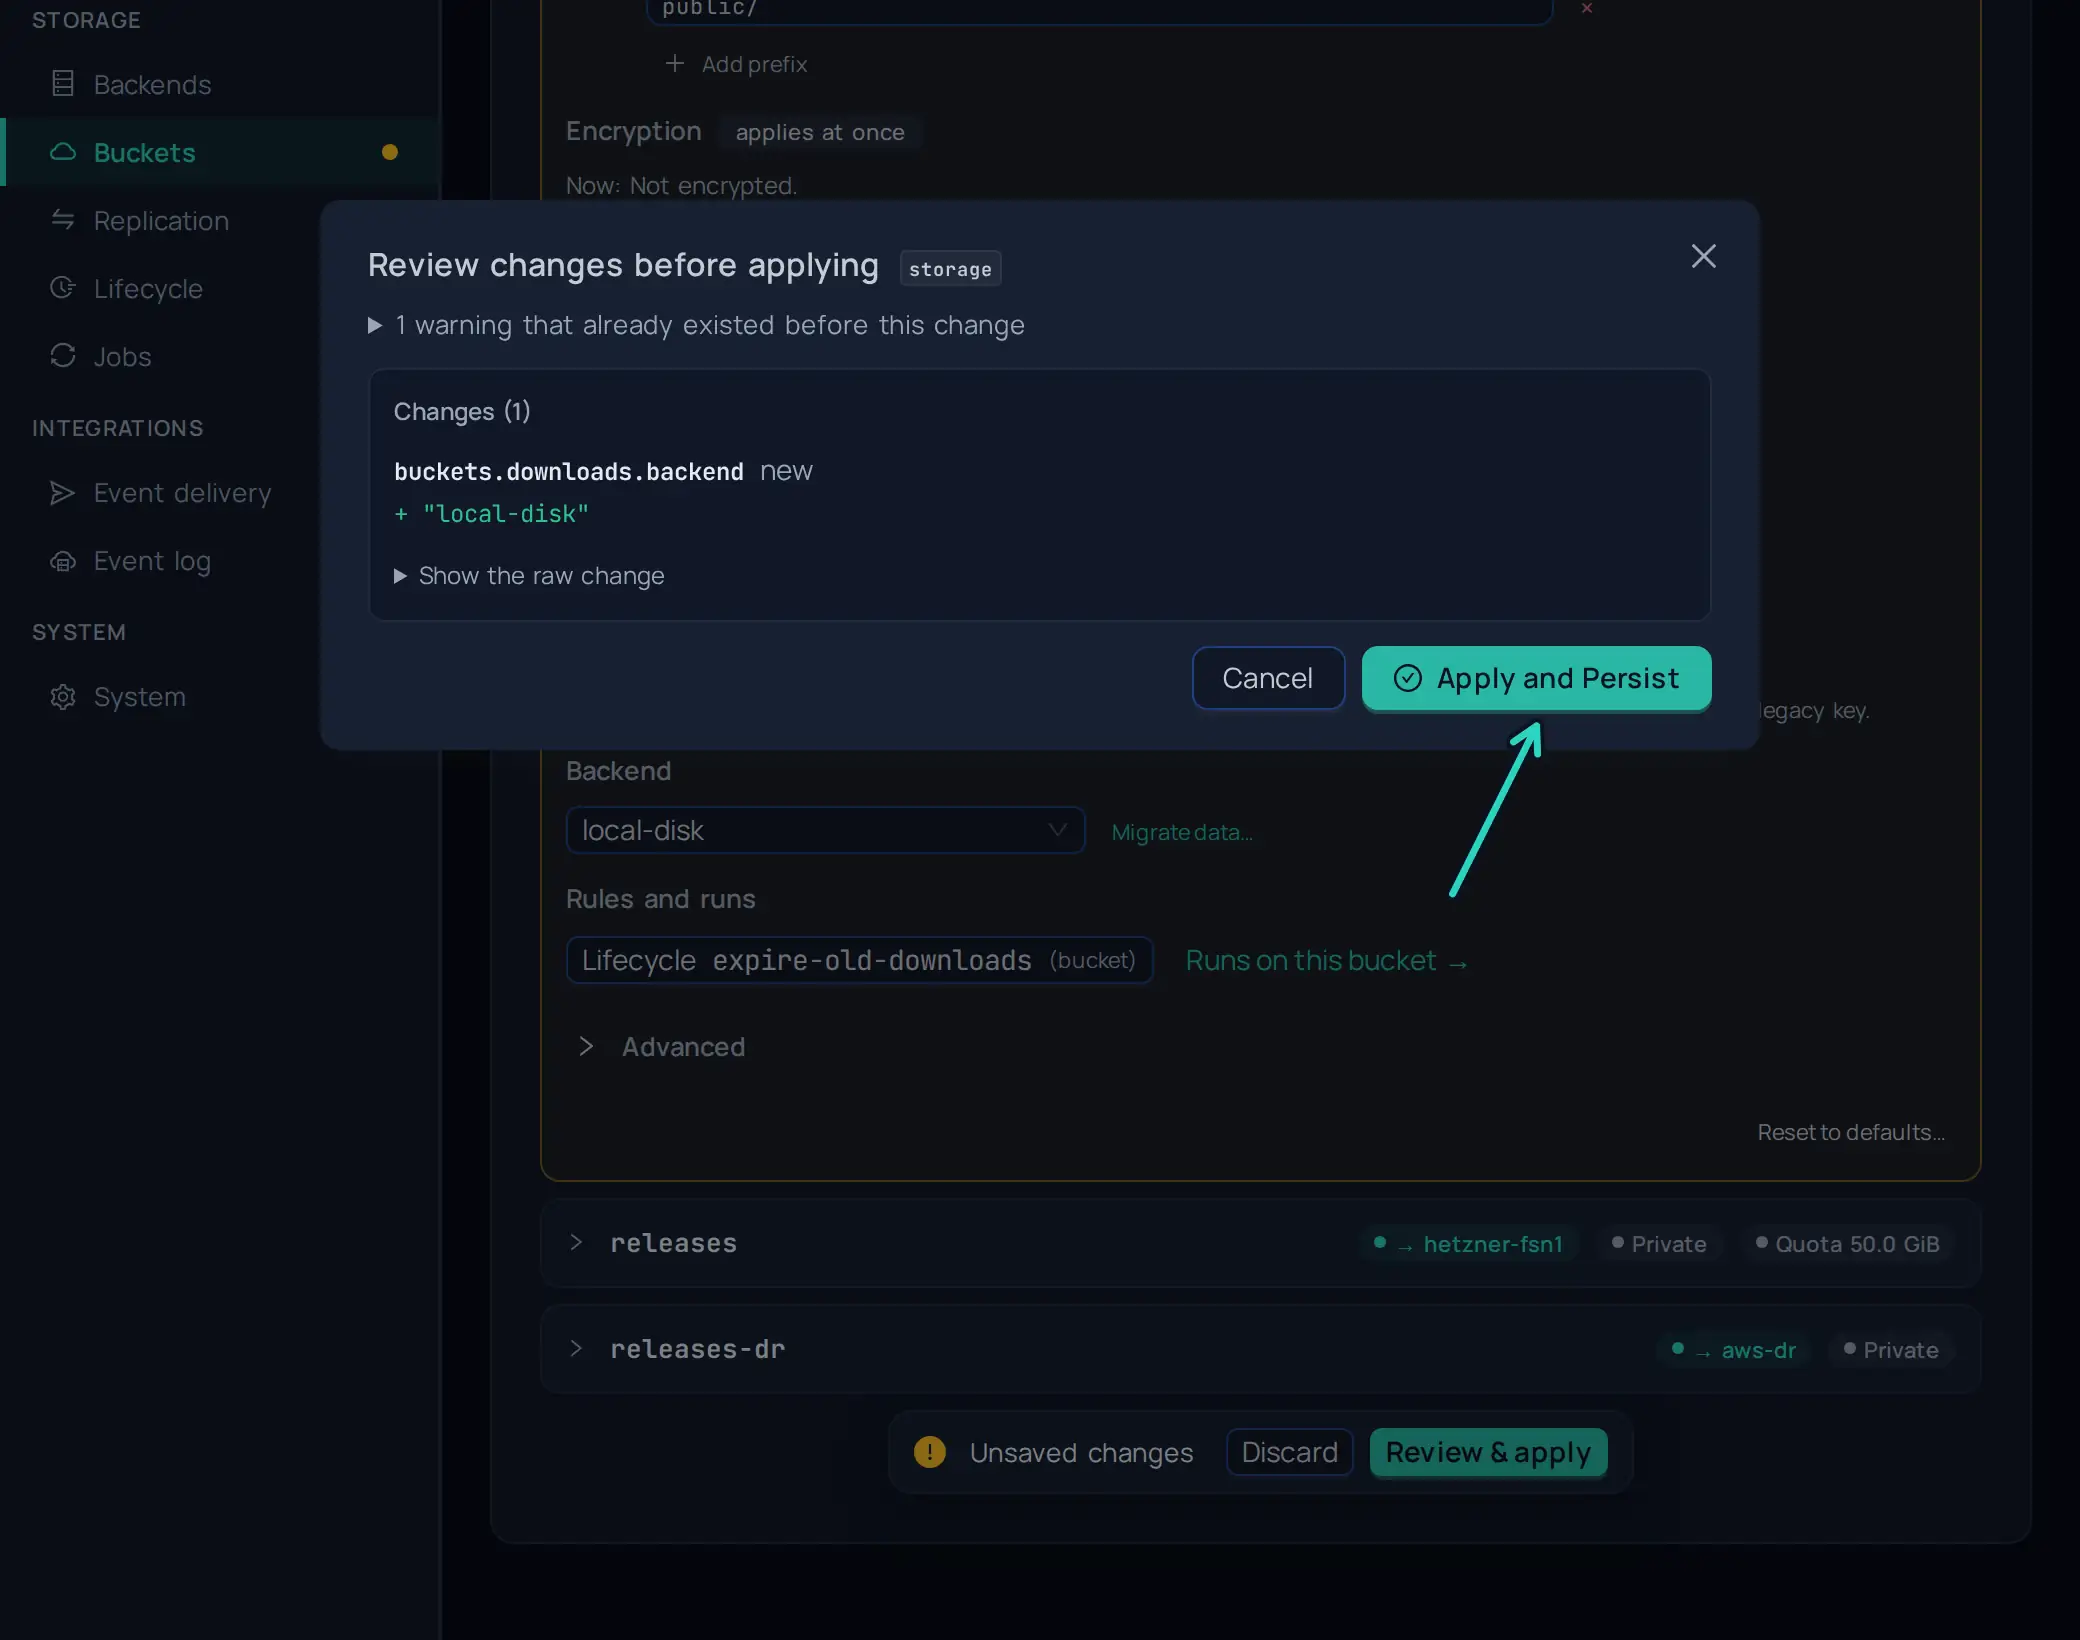 STORAGE
Backends
Buckets
Replication
Lifecycle
Jobs
INTEGRATIONS
Event delivery
Event log
SYSTEM
System
public/
×
+ Add prefix
Encryption applies at once
Now: Not encrypted.
Review changes before applying storage
1 warning that already existed before this change
Changes (1)
buckets.downloads.backend new
+ "local-disk"
Show the raw change
Cancel
Apply and Persist
legacy key.
Backend
local-disk
Migrate data...
Rules and runs
Lifecycle expire-old-downloads (bucket)
Runs on this bucket →
Advanced
Reset to defaults...
releases
→ hetzner-fsn1
Private
Quota 50.0 GiB
releases-dr
→ aws-dr
Private
Unsaved changes
Discard
Review & apply